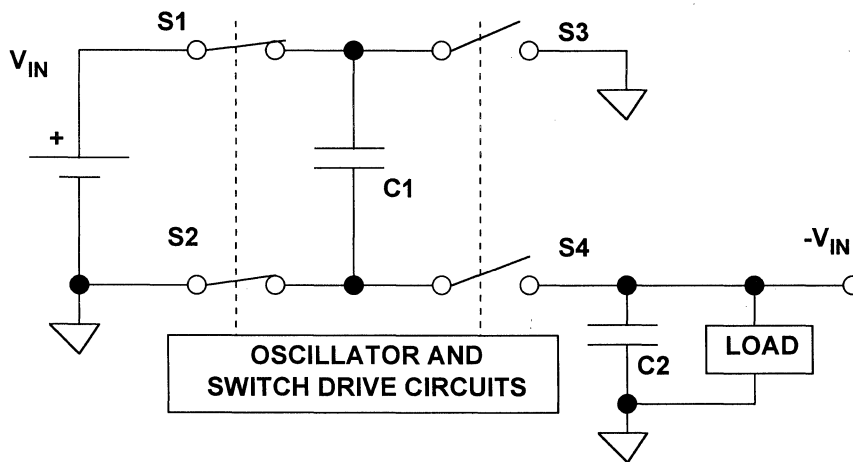 S1
S3
V_IN
+
C1
S2
S4
-V_IN
OSCILLATOR AND
SWITCH DRIVE CIRCUITS
C2
LOAD